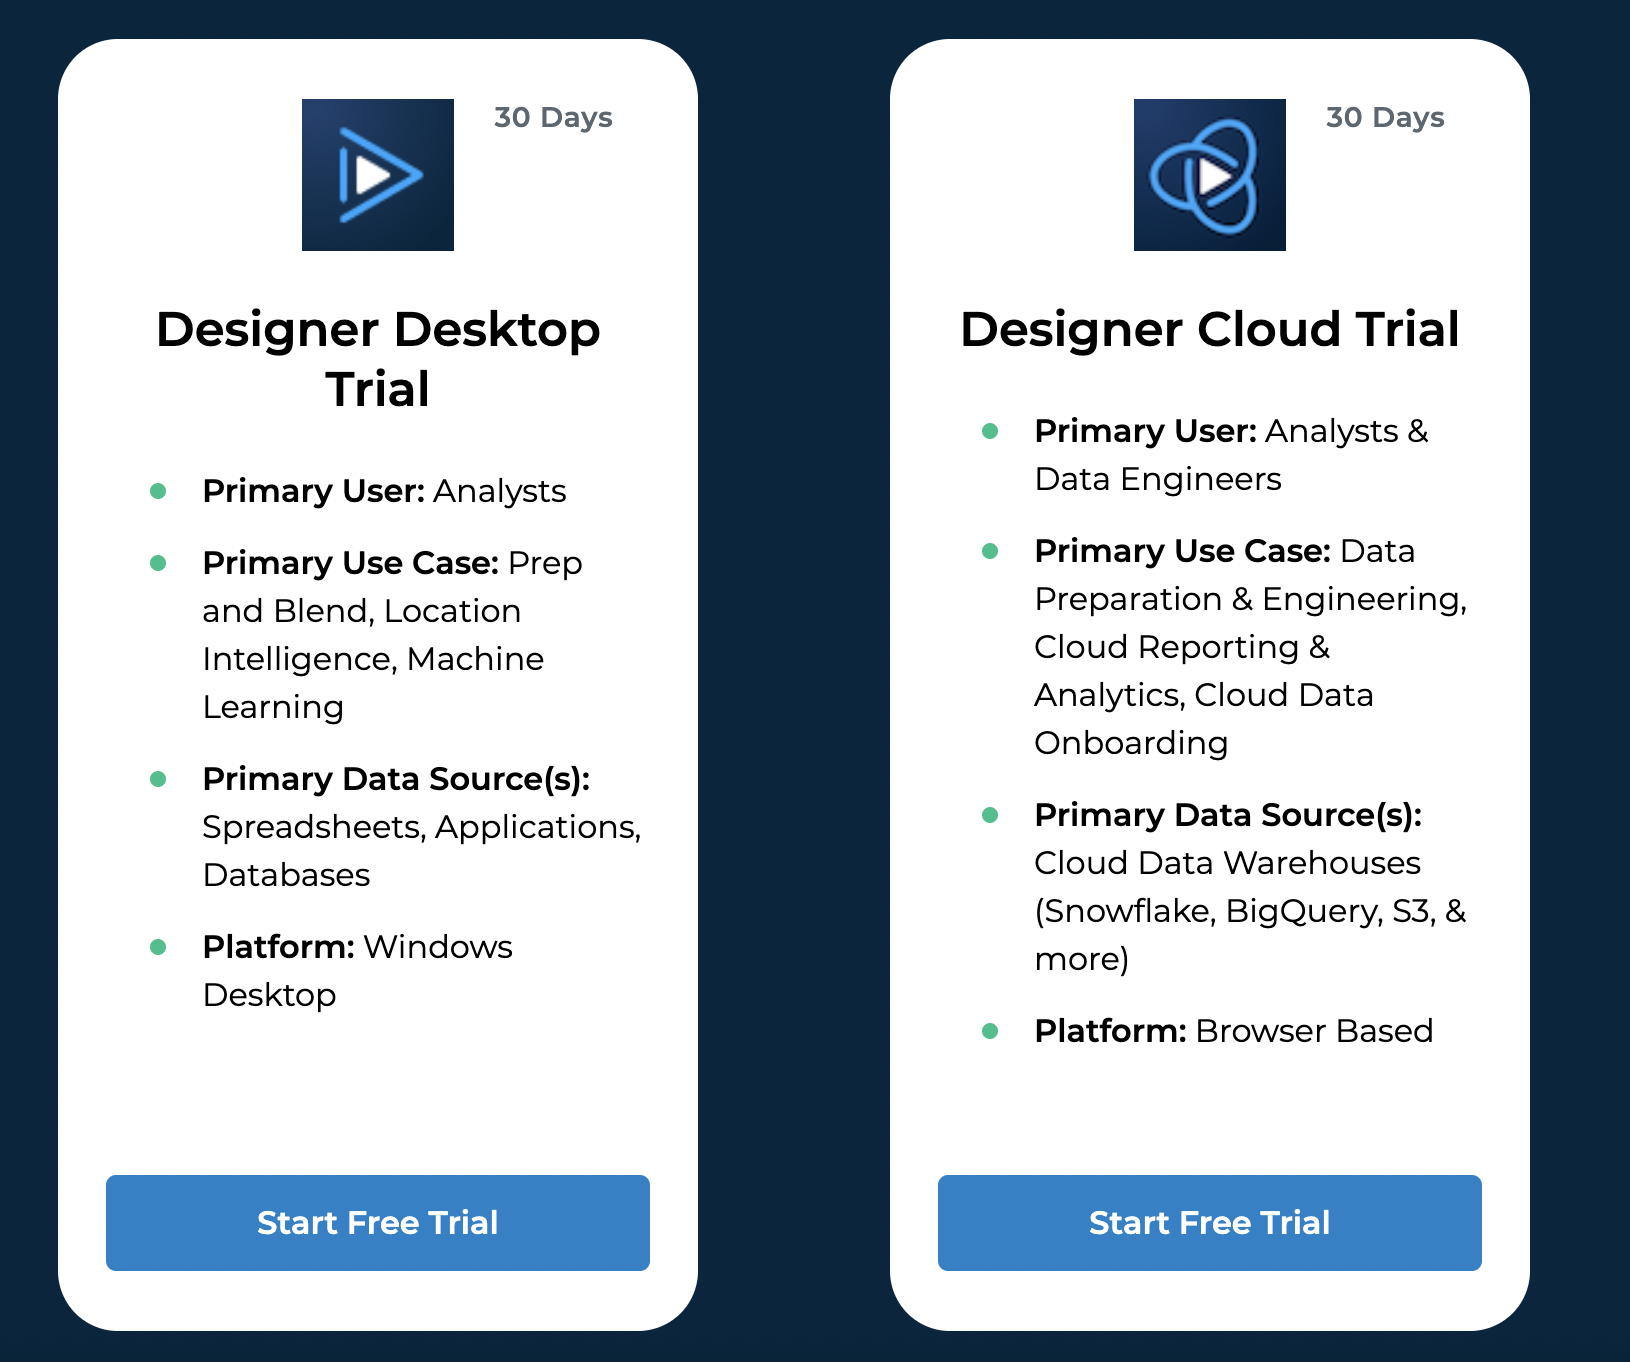 30 Days
Designer Desktop
Trial
Primary User: Analysts
Primary Use Case: Prep
and Blend, Location
Intelligence, Machine
Learning
Primary Data Source(s):
Spreadsheets, Applications,
Databases
Platform: Windows
Desktop
Start Free Trial
30 Days
Designer Cloud Trial
Primary User: Analysts &
Data Engineers
Primary Use Case: Data
Preparation & Engineering,
Cloud Reporting &
Analytics, Cloud Data
Onboarding
Primary Data Source(s):
Cloud Data Warehouses
(Snowflake, BigQuery, S3, &
more)
Platform: Browser Based
Start Free Trial